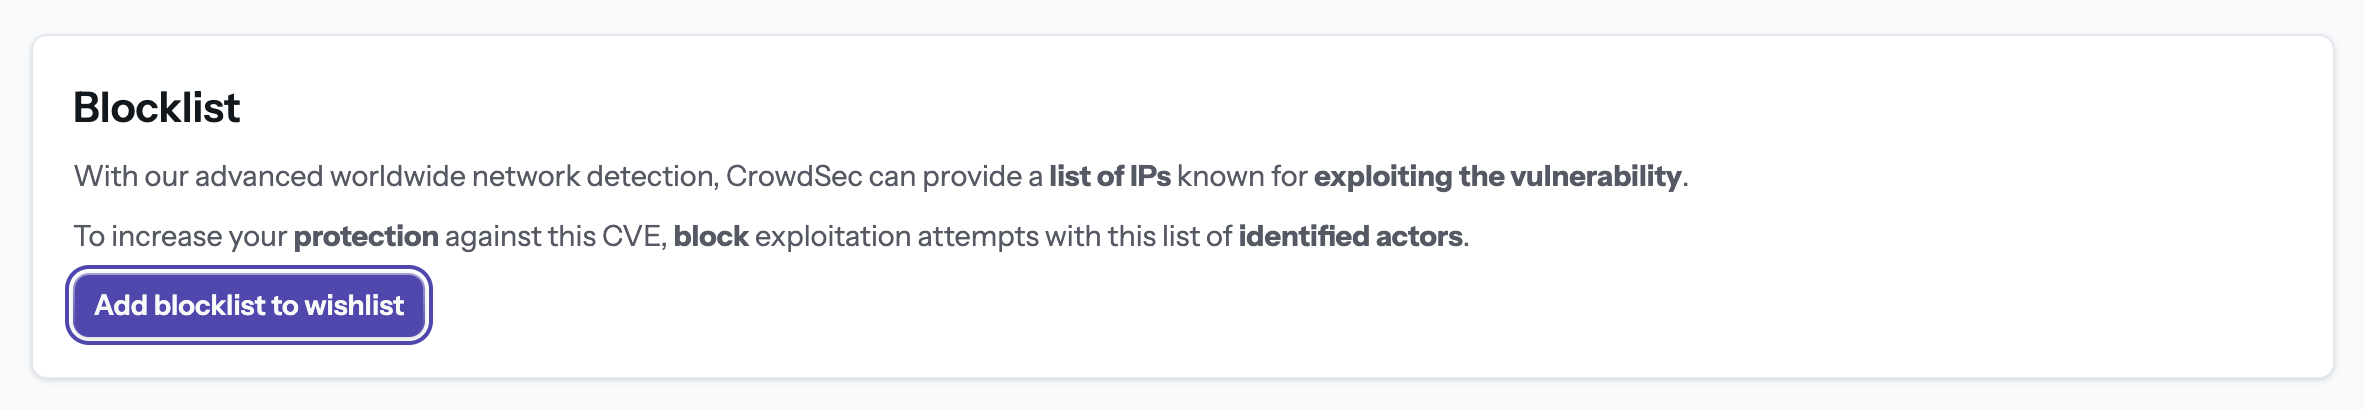 Blocklist
With our advanced worldwide network detection, CrowdSec can provide a list of IPs known for exploiting the vulnerability.
To increase your protection against this CVE, block exploitation attempts with this list of identified actors.
Add blocklist to wishlist